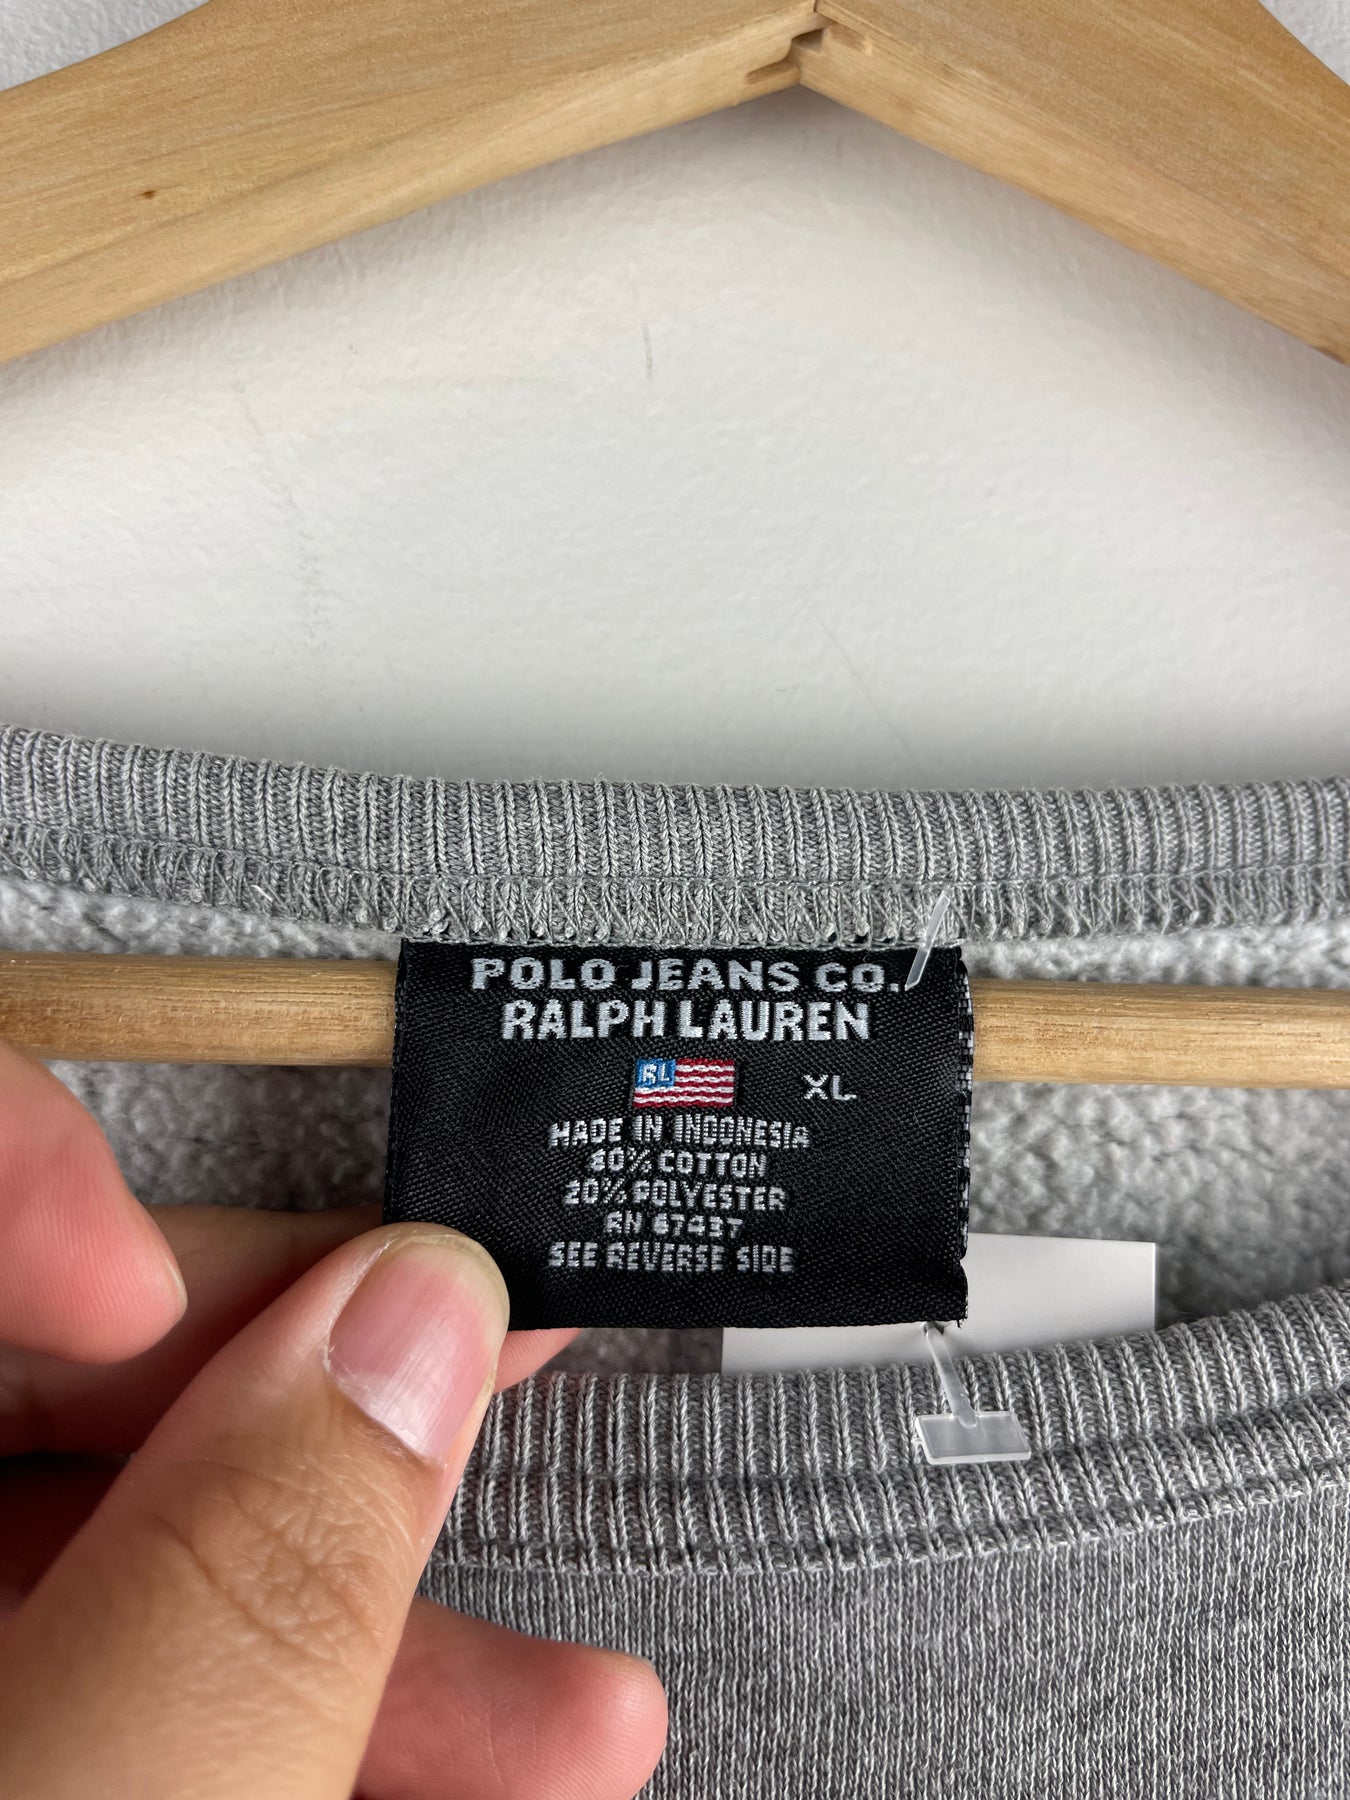 POLO JEANS CO.
RALPH LAUREN
RL
XL
MADE IN INDONESIA
80% COTTON
20% POLYESTER
RN 67437
SEE REVERSE SIDE